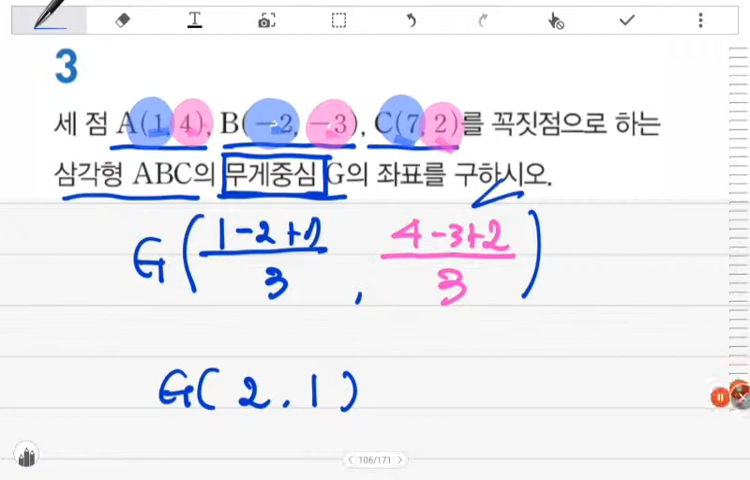 T
3
세 점 A(1, 4), B(−2, −3), C(7, 2)를 꼭짓점으로 하는
삼각형 ABC의 무게중심 G의 좌표를 구하시오.
G(1-2+7/3, 4-3+2/3)
G(2.1)
106/171